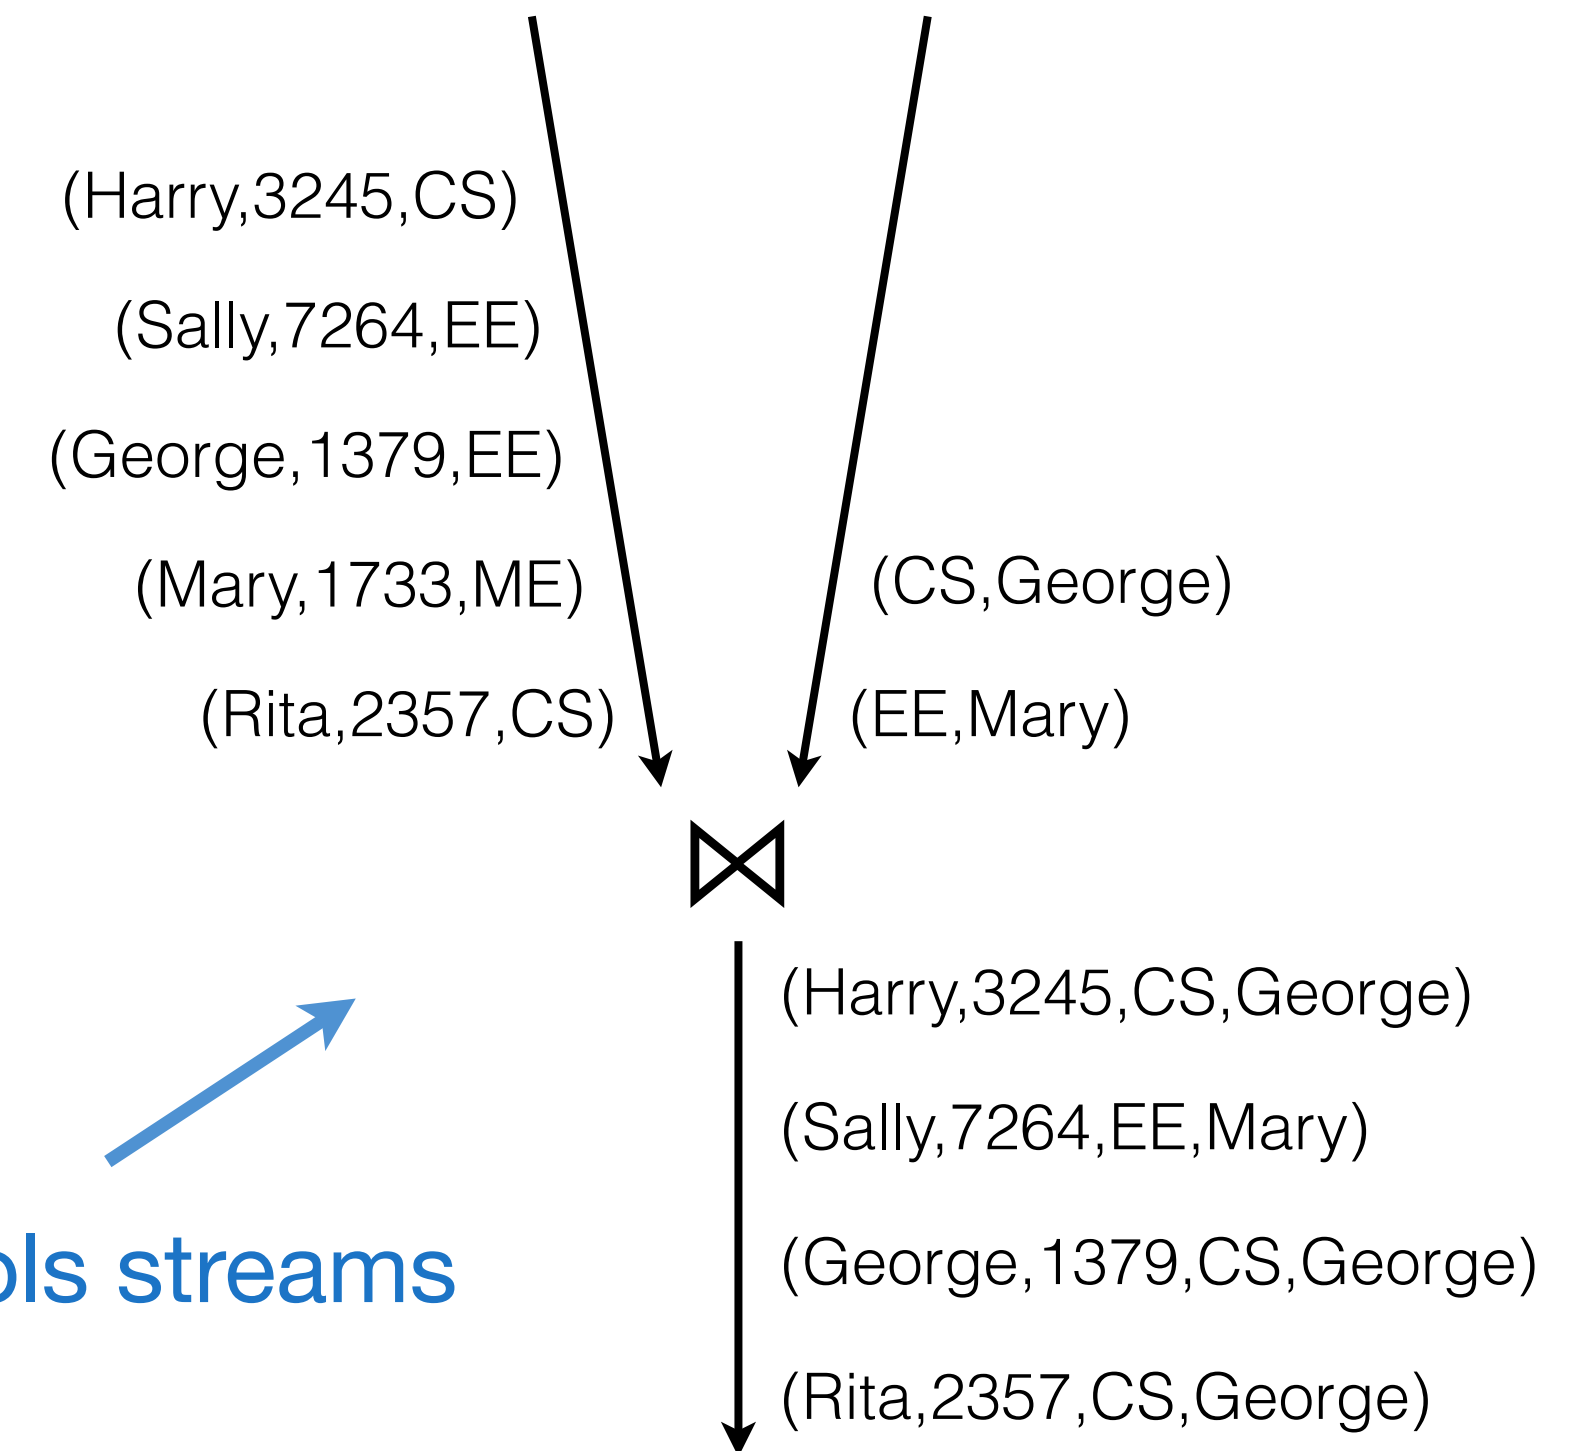 (Harry,3245,CS)
(Sally,7264,EE)
(George,1379,EE)
(Mary,1733,ME)
(CS,George)
(Rita,2357,CS)
(EE,Mary)
(Harry,3245,CS,George)
(Sally,7264,EE,Mary)
streams
(George,1379,CS,George)
(Rita,2357,CS,George)